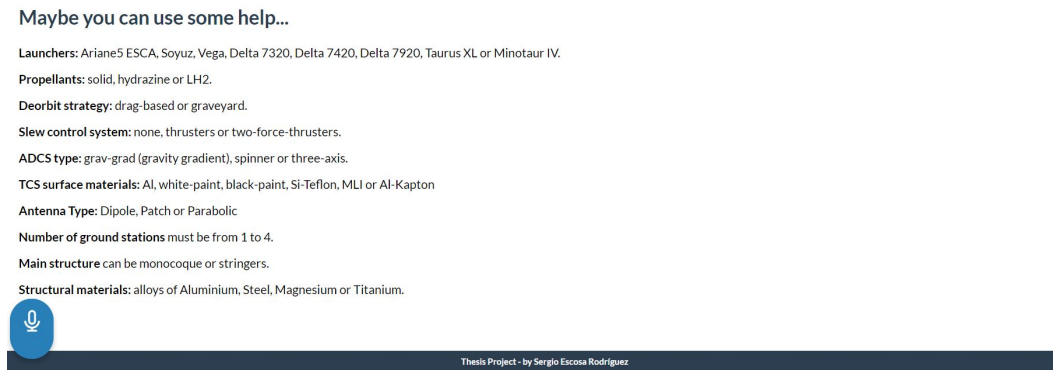 Maybe you can use some help...
Launchers: Ariane5 ESCA, Soyuz, Vega, Delta 7320, Delta 7420, Delta 7920, Taurus XL or Minotaur IV.
Propellants: solid, hydrazine or LH2.
Deorbit strategy: drag-based or graveyard.
Slew control system: none, thrusters or two-force-thrusters.
ADCS type: grav-grad (gravity gradient), spinner or three-axis.
TCS surface materials: Al, white-paint, black-paint, Si-Teflon, MLI or Al-Kapton
Antenna Type: Dipole, Patch or Parabolic
Number of ground stations must be from 1 to 4.
Main structure can be monocoque or stringers.
Structural materials: alloys of Aluminium, Steel, Magnesium or Titanium.
Thesis Project - by Sergio Escosa Rodríguez